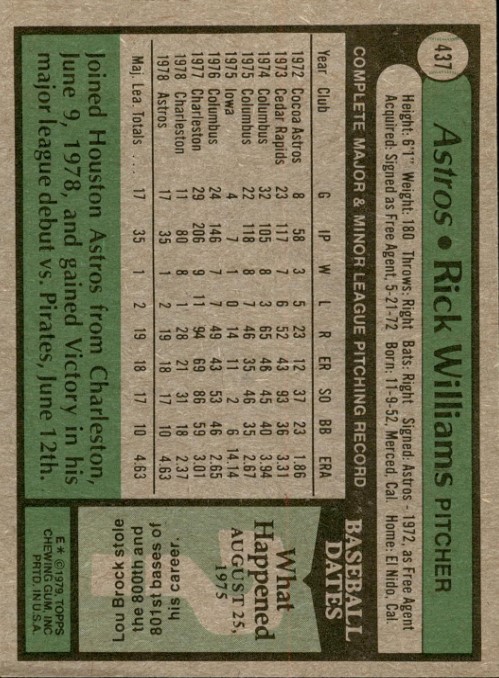 437
Astros • Rick Williams PITCHER
Height: 6'1" Weight: 180 Throws: Right Bats: Right Signed: Astros - 1972, as Free Agent
Acquired: Signed as Free Agent, 5-21-72 Born: 11-9-52, Merced, Cal. Home: El Nido, Cal.
COMPLETE MAJOR & MINOR LEAGUE PITCHING RECORD
Year Club G IP W L R ER SO BB ERA
1972 Cocoa Astros 8 58 3 5 23 12 37 23 1.86
1973 Cedar Rapids 23 117 7 6 52 43 93 36 3.31
1974 Columbus 32 105 8 3 65 46 45 40 3.94
1975 Columbus 22 118 8 7 46 35 46 35 2.67
1975 Iowa 4 7 1 0 14 11 2 6 14.14
1976 Columbus 24 146 7 7 49 43 53 46 2.65
1977 Charleston 29 206 9 11 94 69 86 59 3.01
1978 Charleston 11 80 8 1 28 21 31 18 2.37
1978 Astros 17 35 1 2 19 18 17 10 4.63
Maj. Lea. Totals ... 17 35 1 2 19 18 17 10 4.63
Joined Houston Astros from Charleston,
June 9, 1978, and gained Victory in his
major league debut vs. Pirates, June 12th.
BASEBALL
DATES
What
Happened
AUGUST 25,
1975
Lou Brock stole
the 800th and
801st bases of
his career.
E* ©1979, TOPPS
CHEWING GUM, INC
PRTD. IN U.S.A.